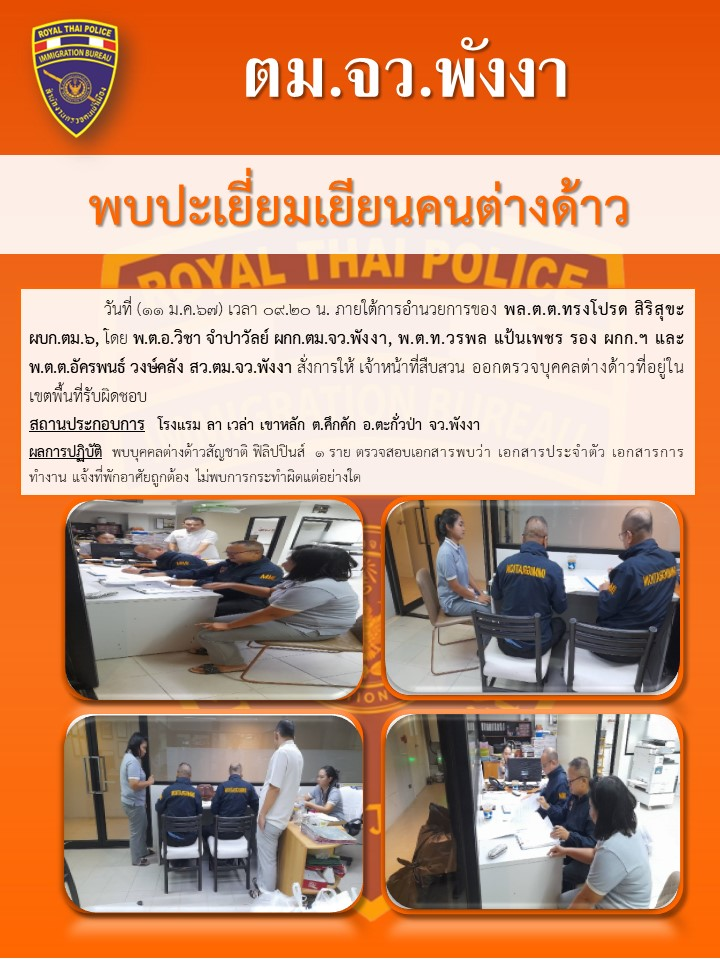 ROYAL THAI POLICE
IMMIGRATION BUREAU
สำนักงานตรวจคนเข้าเมือง
ตม.จว.พังงา
พบปะเยี่ยมเยียนคนต่างด้าว
ROYAL THAI POLICE
วันที่ (๑๑ ม.ค.๖๗) เวลา ๐๙.๒๐ น. ภายใต้การอำนวยการของ พล.ต.ต.ทรงโปรด สิริสุขะ
ผบก.ตม.๖, โดย พ.ต.อ.วิชา จำปาวัลย์ ผกก.ตม.จว.พังงา, พ.ต.ท.วรพล แป้นเพชร รอง ผกก.ฯ และ
พ.ต.ต.อัครพนธ์ วงษ์คลัง สว.ตม.จว.พังงา สั่งการให้ เจ้าหน้าที่สืบสวน ออกตรวจบุคคลต่างด้าวที่อยู่ใน
เขตพื้นที่รับผิดชอบ
สถานประกอบการ โรงแรม ลา เวล่า เขาหลัก ต.คึกคัก อ.ตะกั่วป่า จว.พังงา
ผลการปฏิบัติ พบบุคคลต่างด้าวสัญชาติ ฟิลิปปินส์ ๑ ราย ตรวจสอบเอกสารพบว่า เอกสารประจำตัว เอกสารการ
ทำงาน แจ้งที่พักอาศัยถูกต้อง ไม่พบการกระทำผิดแต่อย่างใด